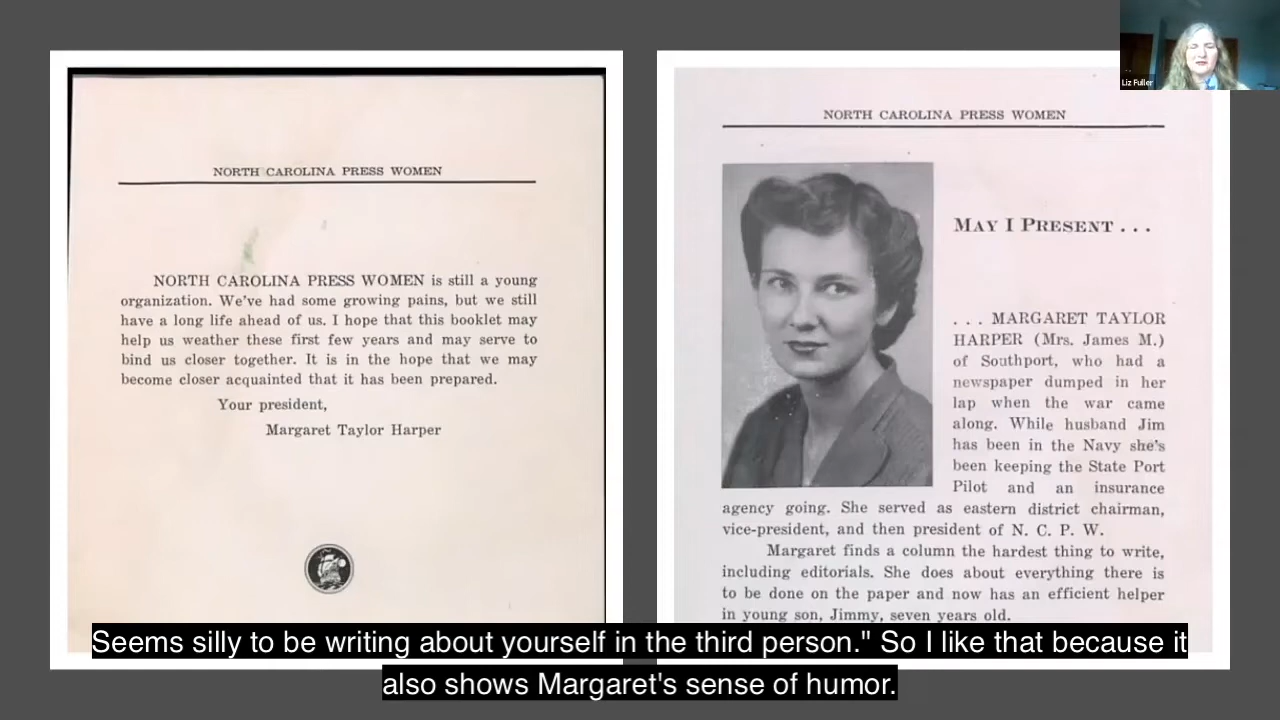 NORTH CAROLINA PRESS WOMEN
NORTH CAROLINA PRESS WOMEN is still a young
organization. We've had some growing pains, but we still
have a long life ahead of us. I hope that this booklet may
help us weather these first few years and may serve to
bind us closer together. It is in the hope that we may
become closer acquainted that it has been prepared.
Your president,
Margaret Taylor Harper
NORTH CAROLINA PRESS WOMEN
MAY I PRESENT . . .
. . . MARGARET TAYLOR
HARPER (Mrs. James M.)
of Southport, who had a
newspaper dumped in her
lap when the war came
along. While husband Jim
has been in the Navy she's
been keeping the State Port
Pilot and an insurance
agency going. She served as eastern district chairman,
vice-president, and then president of N. C. P. W.
Margaret finds a column the hardest thing to write,
including editorials. She does about everything there is
to be done on the paper and now has an efficient helper
in young son, Jimmy, seven years old.
Liz Fuller
Seems silly to be writing about yourself in the third person." So I like that because it
also shows Margaret's sense of humor.